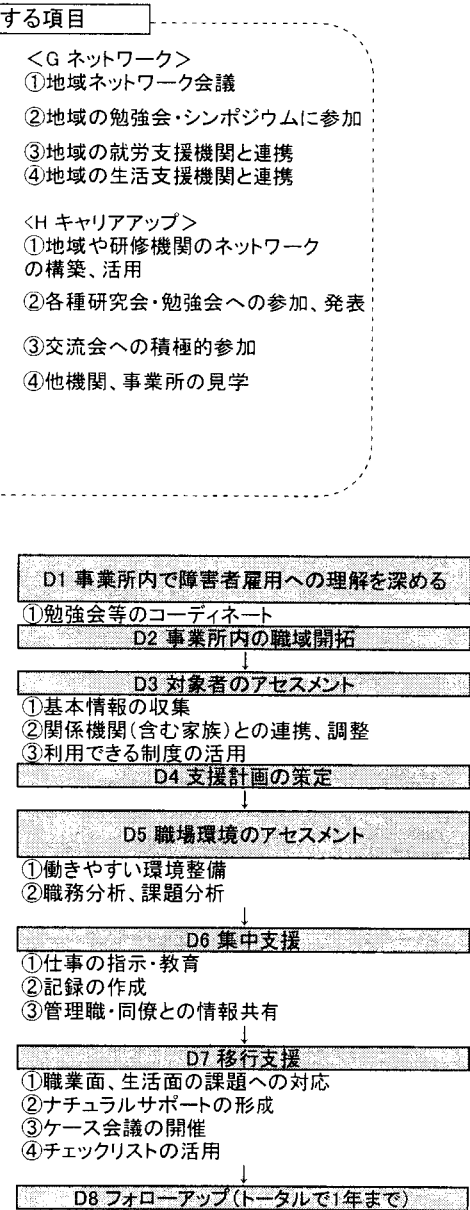 する項目
<G ネットワーク>
①地域ネットワーク会議
②地域の勉強会・シンポジウムに参加
③地域の就労支援機関と連携
④地域の生活支援機関と連携
<H キャリアアップ>
①地域や研修機関のネットワーク
の構築、活用
②各種研究会・勉強会への参加、発表
③交流会への積極的参加
④他機関、事業所の見学
D1 事業所内で障害者雇用への理解を深める
①勉強会等のコーディネート
D2 事業所内の職域開拓
↓
D3 対象者のアセスメント
①基本情報の収集
②関係機関(含む家族)との連携、調整
③利用できる制度の活用
D4 支援計画の策定
↓
D5 職場環境のアセスメント
①働きやすい環境整備
②職務分析、課題分析
↓
D6 集中支援
①仕事の指示・教育
②記録の作成
③管理職・同僚との情報共有
↓
D7 移行支援
①職業面、生活面の課題への対応
②ナチュラルサポートの形成
③ケース会議の開催
④チェックリストの活用
↓
D8 フォローアップ(トータルで1年まで)